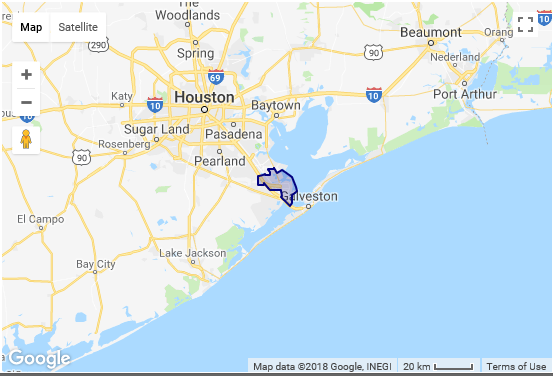 The
Woodlands
Map
Satellite
Spring
290
69
Beaumont
Orang
Nederland
10
Port Arthur
Katy
10
Houston
Baytown
10
Sugar Land
Pasadena
Rosenberg
90
90
Pearland
El Campo
Galveston
Lake Jackson
Bay City
Google
Map data ©2018 Google, INEGI
20 km
Terms of Use